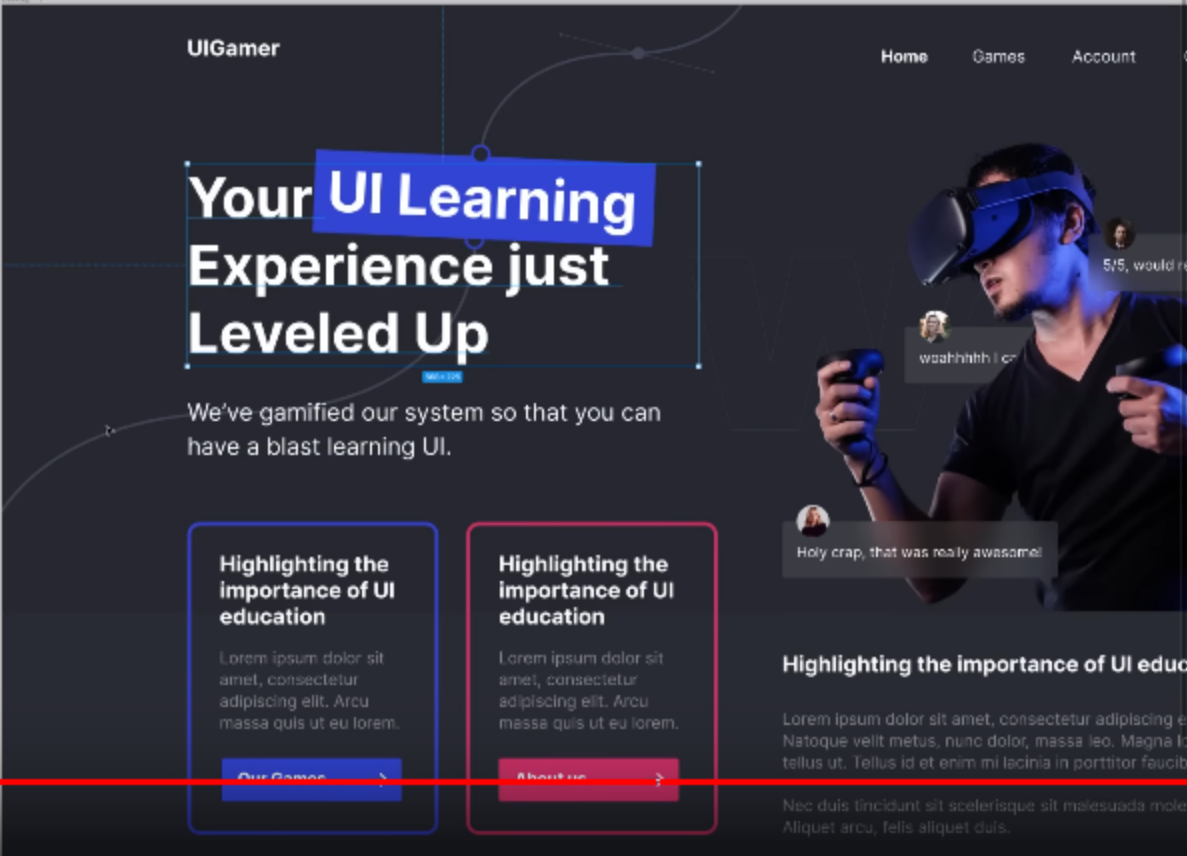 UIGamer
Home Games Account
Your UI Learning
Experience just
Leveled Up
We've gamified our system so that you can
have a blast learning UI.
5/5, would re
woahhhhh I ca
Holy crap, that was really awesome!
Highlighting the
importance of UI
education
Lorem ipsum dolor sit
amet, consectetur
adipiscing elit. Arcu
massa quis ut eu lorem.
Our Games
Highlighting the
importance of UI
education
Lorem ipsum dolor sit
amet, consectetur
adipiscing elit. Arcu
massa quis ut eu lorem.
About us
Highlighting the importance of UI educ
Lorem ipsum dolor sit amet, consectetur adipiscing e
Natoque velit metus, nunc dolor, massa leo. Magna lo
tellus ut. Tellus id et enim mi lacinia in porttitor faucib
Nec duis tincidunt sit scelerisque sit malesuada mole
Aliquet arcu, felis aliquet duis.